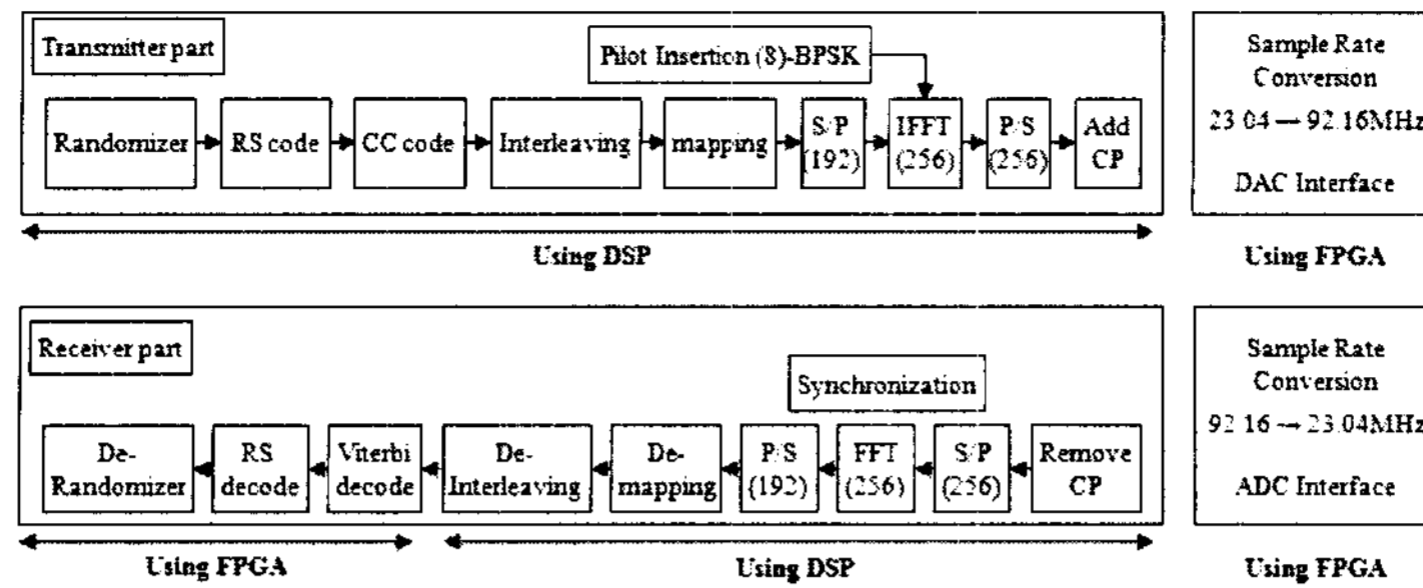 Transmitter part
Pilot Insertion (8)-BPSK
Randomizer
RS code
CC code
Interleaving
mapping
S/P
(192)
IFFT
(256)
P/S
(256)
Add
CP
Using DSP
Sample Rate
Conversion
23.04 → 92.16MHz
DAC Interface
Using FPGA
Receiver part
Synchronization
De-
Randomizer
RS
decode
Viterbi
decode
De-
Interleaving
De-
mapping
P/S
(192)
FFT
(256)
S/P
(256)
Remove
CP
Using FPGA
Using DSP
Sample Rate
Conversion
92.16 → 23.04MHz
ADC Interface
Using FPGA